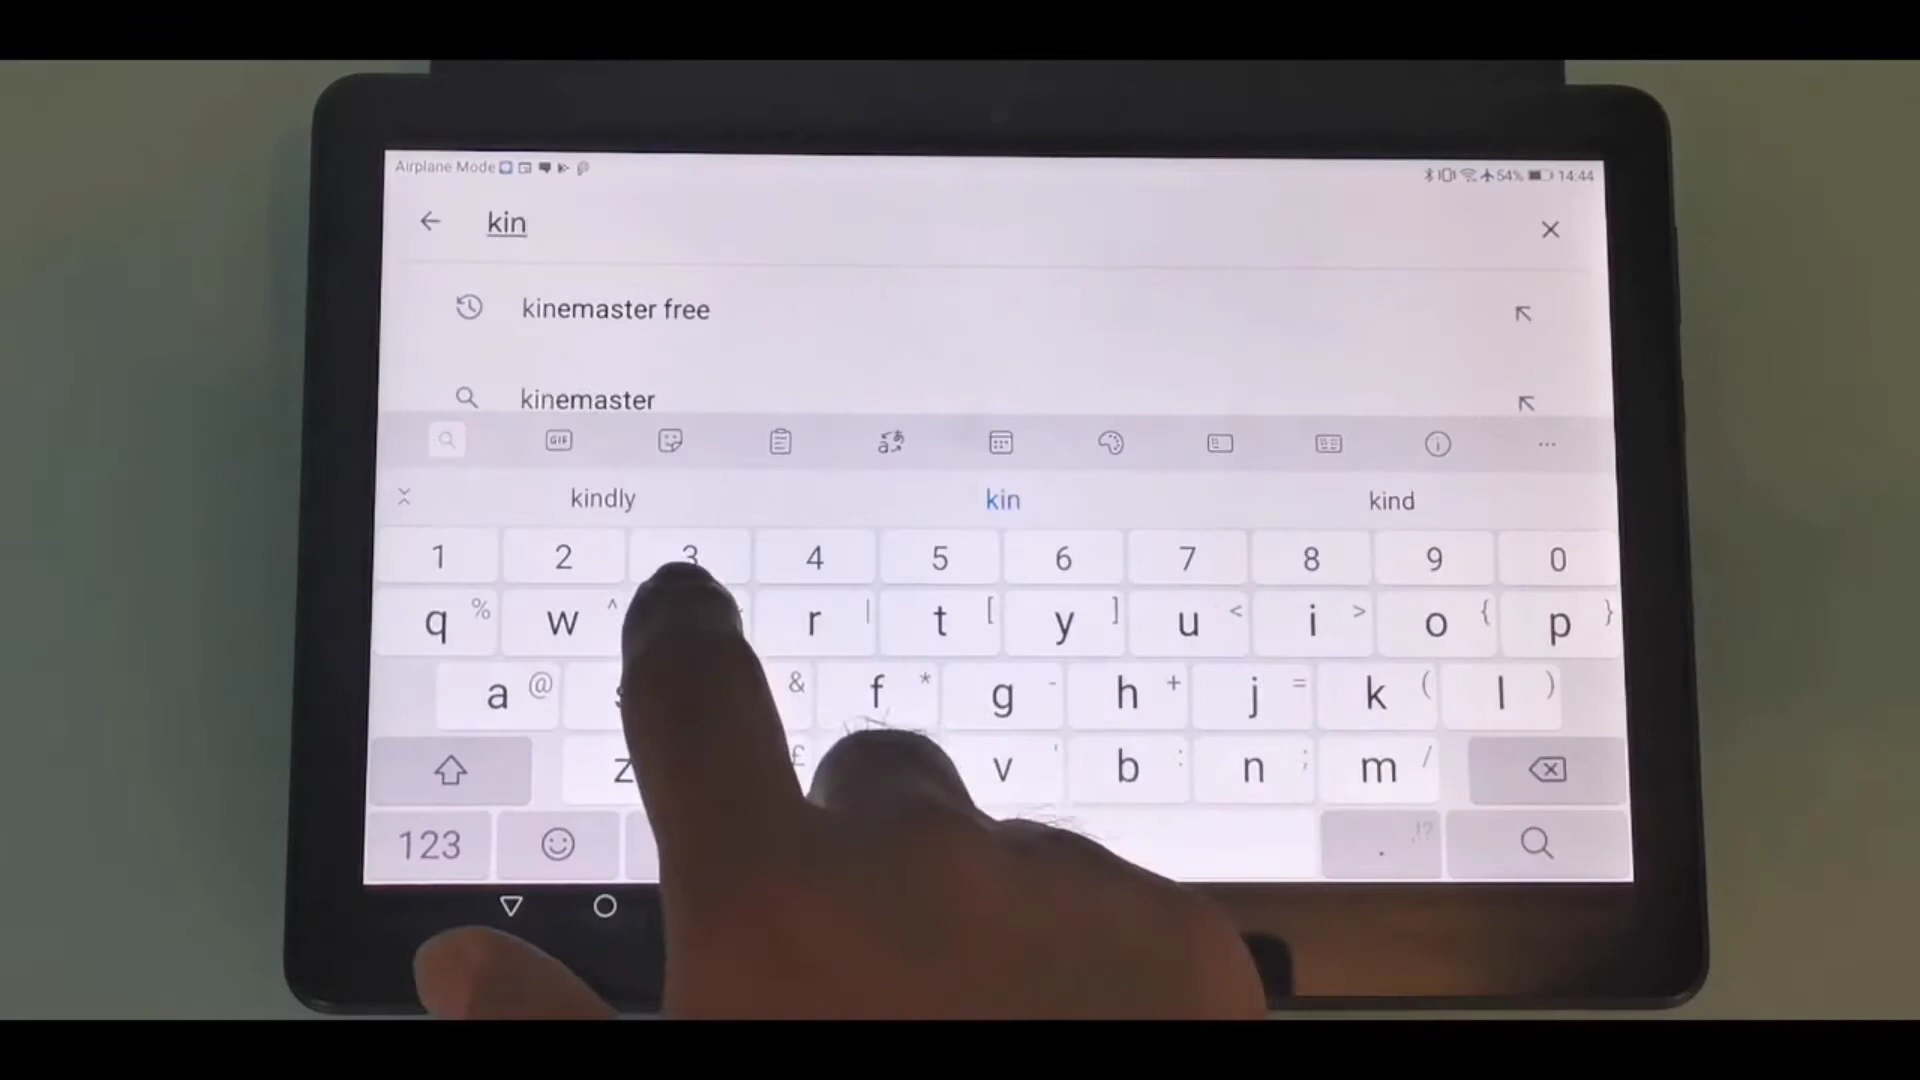 Airplane Mode 54% 14:44
kin
kinemaster free
kinemaster
GIF
kindly kin kind
1 2 3 4 5 6 7 8 9 0
q % w ^ r | t [ y ] u < i > o { p }
a @ s & f * g - h + j = k ( l )
z £ v ' b : n ; m /
123 . !?